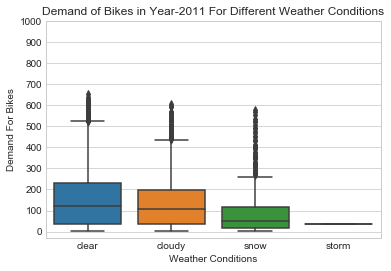 Demand of Bikes in Year-2011 For Different Weather Conditions
1000
900
800
700
600
500
400
300
200
100
0
Demand For Bikes
clear cloudy snow storm
Weather Conditions